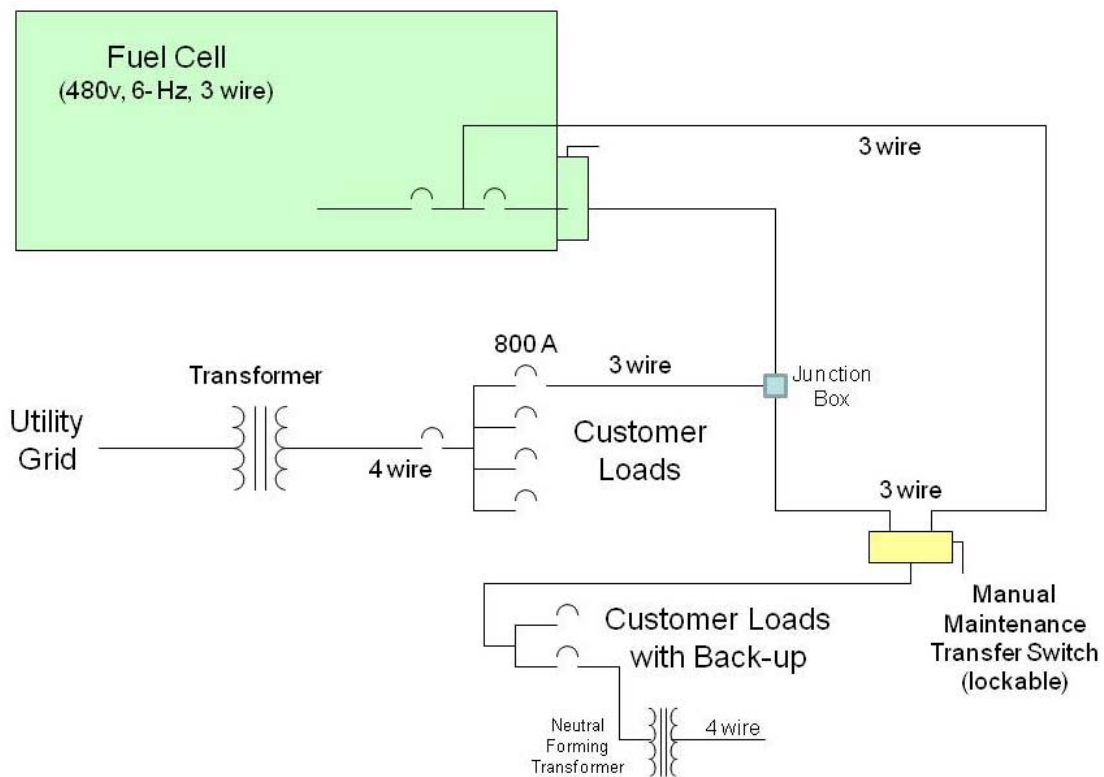 Fuel Cell
(480v, 6- Hz, 3 wire)
3 wire
800 A
3 wire
Junction
Box
Transformer
Utility
Grid
4 wire
Customer
Loads
3 wire
Manual
Maintenance
Transfer Switch
(lockable)
Customer Loads
with Back-up
Neutral
Forming
Transformer
4 wire